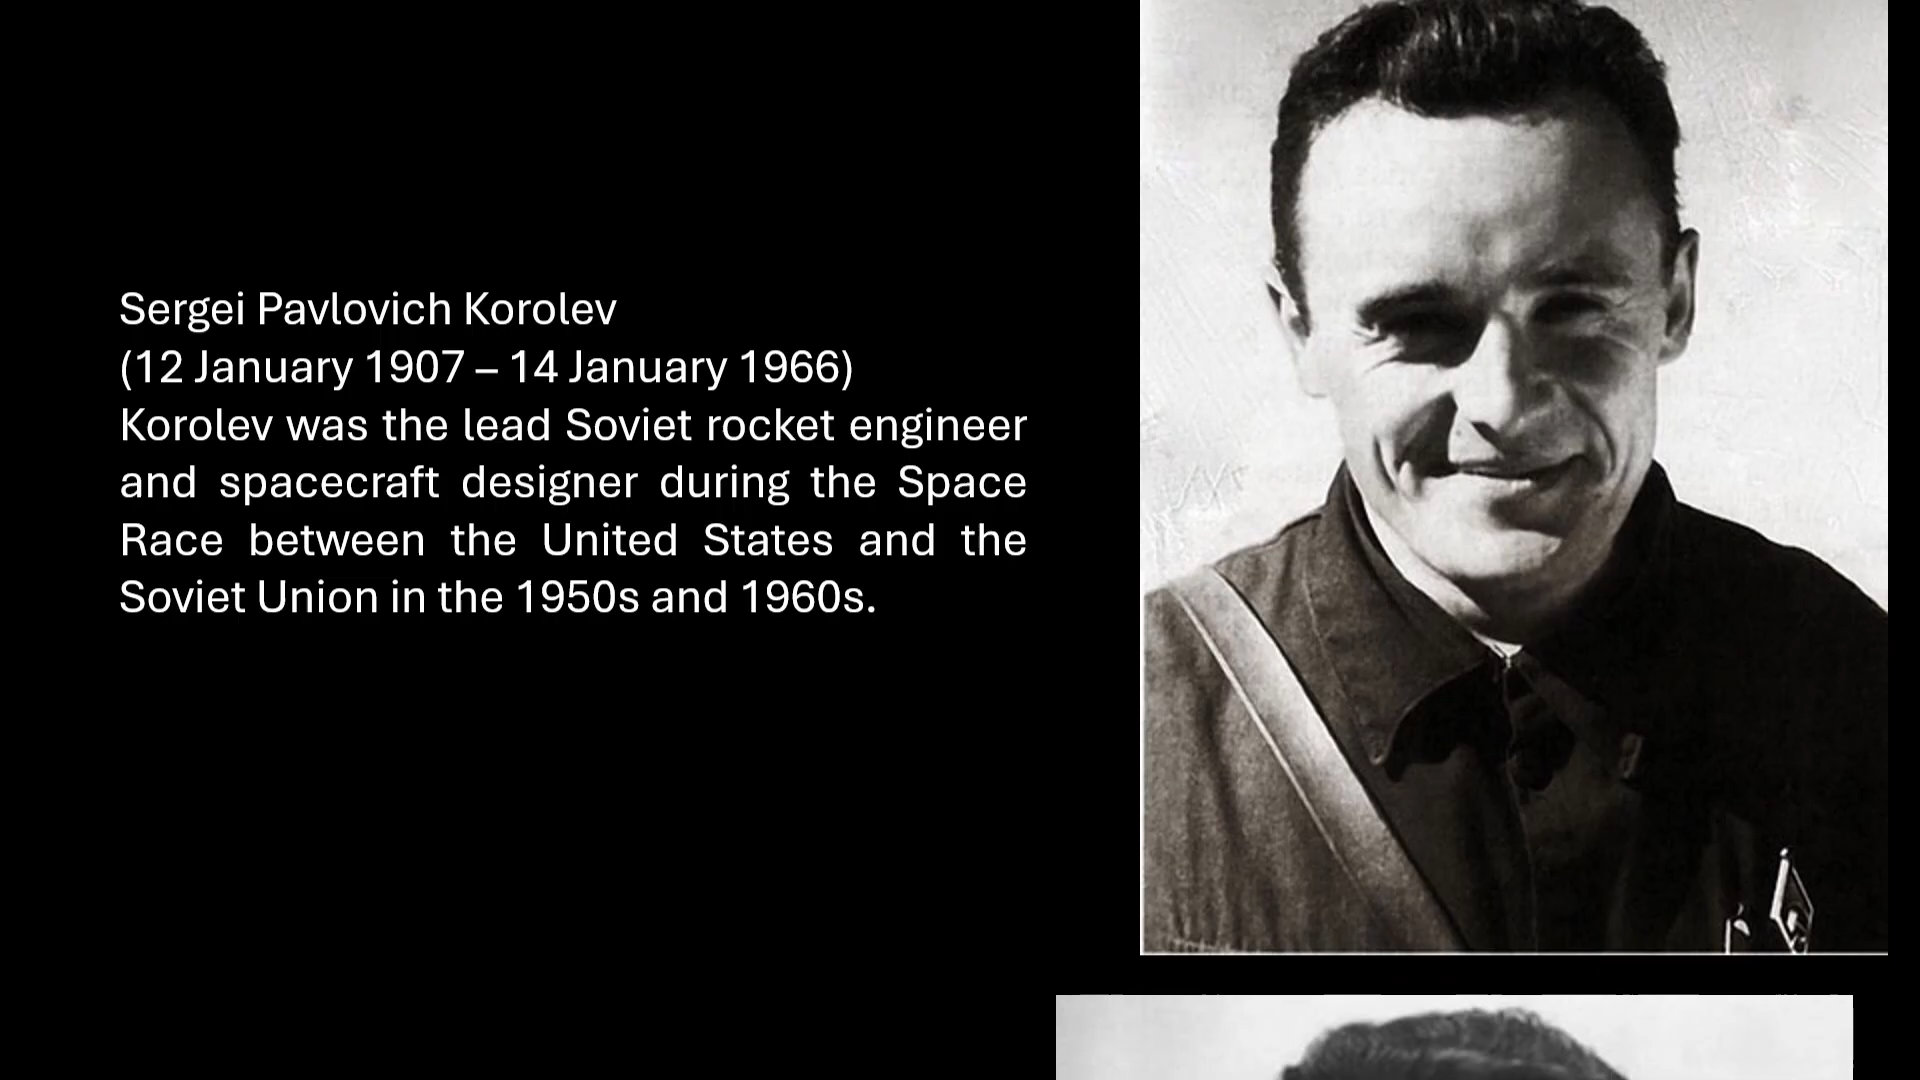 Sergei Pavlovich Korolev
(12 January 1907 – 14 January 1966)
Korolev was the lead Soviet rocket engineer
and spacecraft designer during the Space
Race between the United States and the
Soviet Union in the 1950s and 1960s.